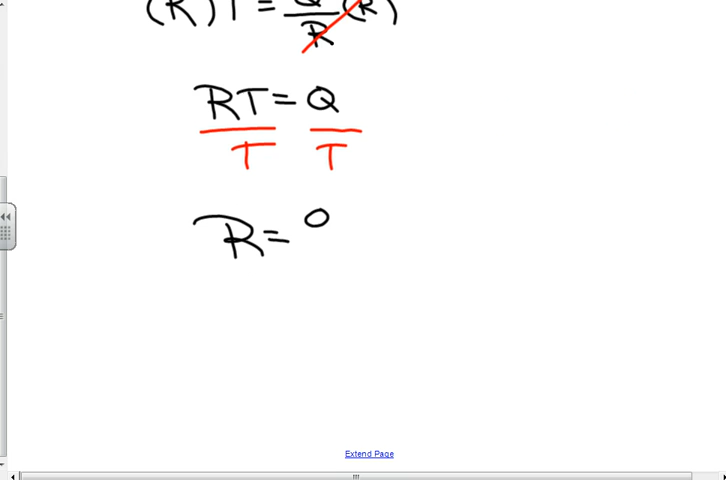 (R) T = Q/R (R)
RT = Q
T T
R = O
Extend Page